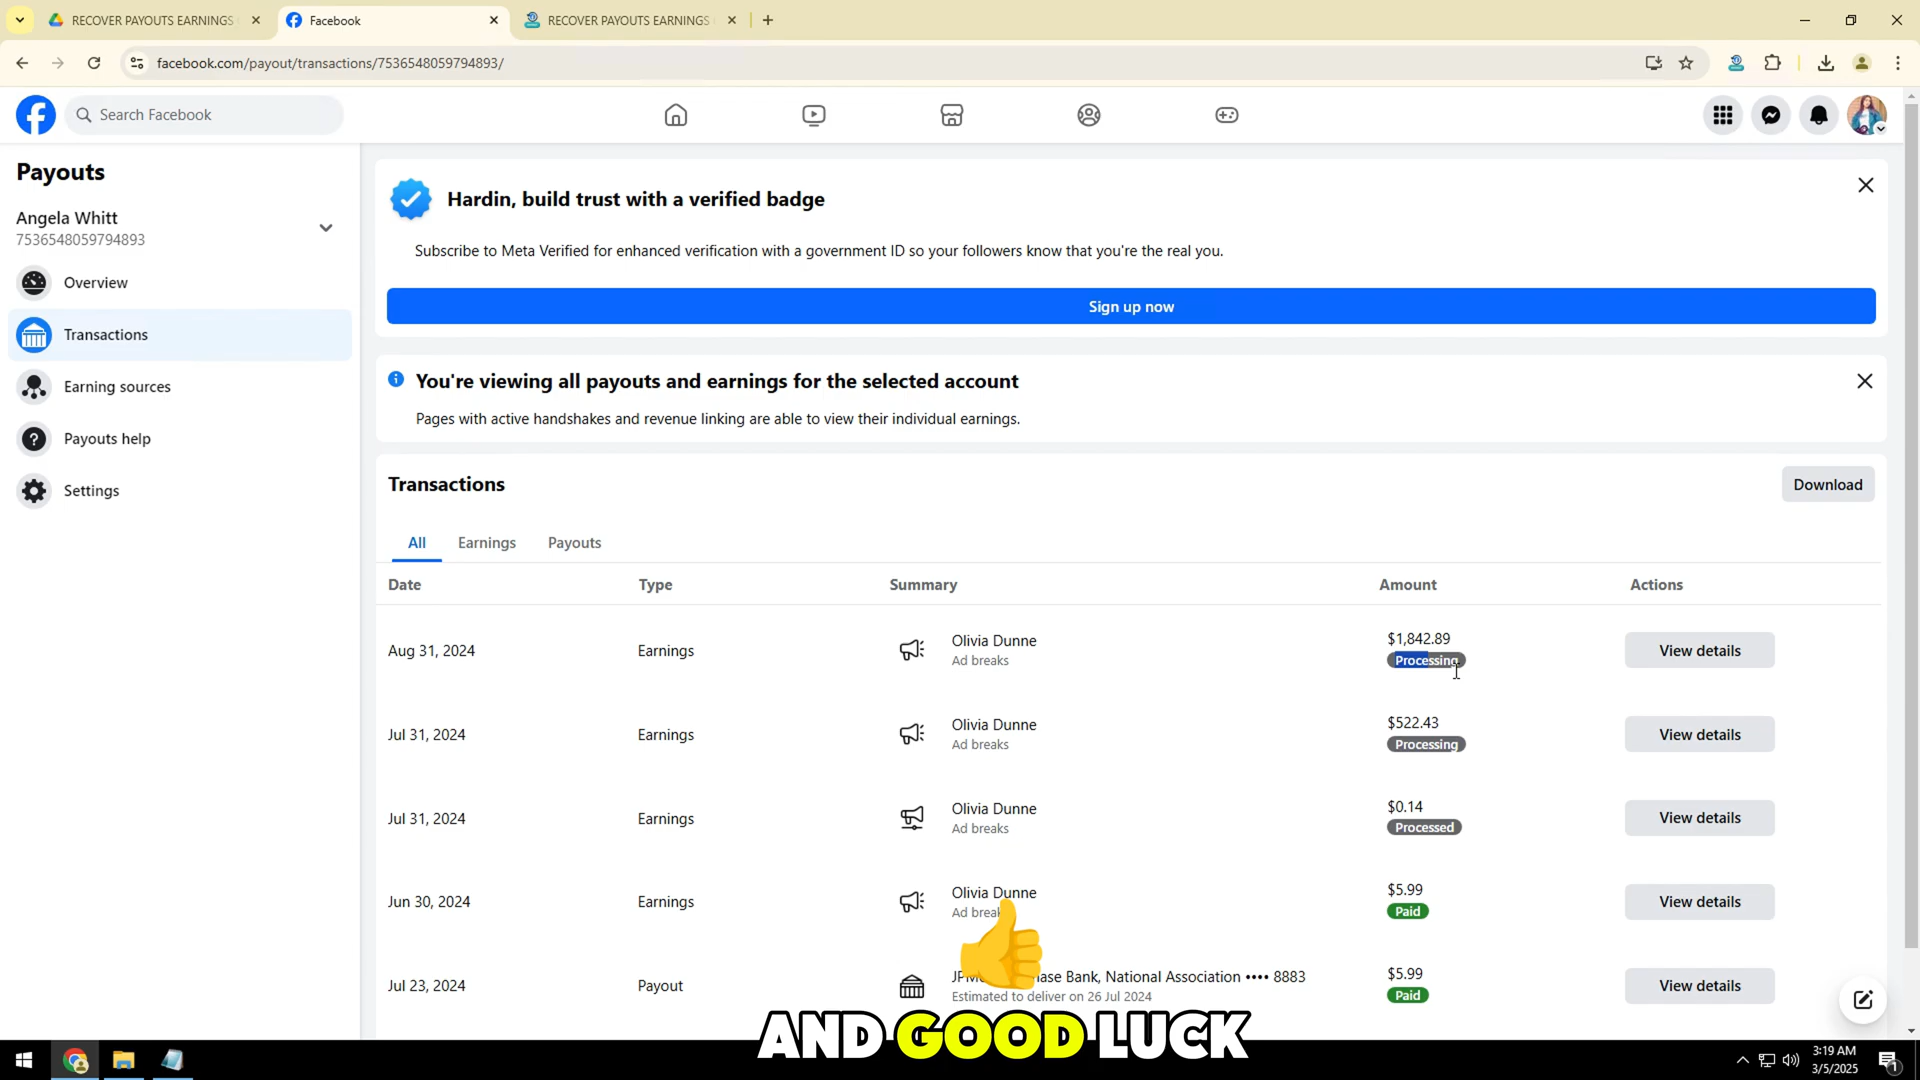 RECOVER PAYOUTS EARNINGS
Facebook
RECOVER PAYOUTS EARNINGS
facebook.com/payout/transactions/7536548059794893/
Search Facebook
Payouts
Angela Whitt
7536548059794893
Overview
Transactions
Earning sources
Payouts help
Settings
Hardin, build trust with a verified badge
Subscribe to Meta Verified for enhanced verification with a government ID so your followers know that you're the real you.
Sign up now
You're viewing all payouts and earnings for the selected account
Pages with active handshakes and revenue linking are able to view their individual earnings.
Transactions
Download
All Earnings Payouts
Date Type Summary Amount Actions
Aug 31, 2024 Earnings Olivia Dunne Ad breaks $1,842.89 Processing View details
Jul 31, 2024 Earnings Olivia Dunne Ad breaks $522.43 Processing View details
Jul 31, 2024 Earnings Olivia Dunne Ad breaks $0.14 Processed View details
Jun 30, 2024 Earnings Olivia Dunne Ad $5.99 Paid View details
Jul 23, 2024 Payout Bank, National Association •••• 8883 Estimated to deliver on 26 Jul 2024 $5.99 Paid View details
AND GOOD LUCK
3:19 AM
3/5/2025
1